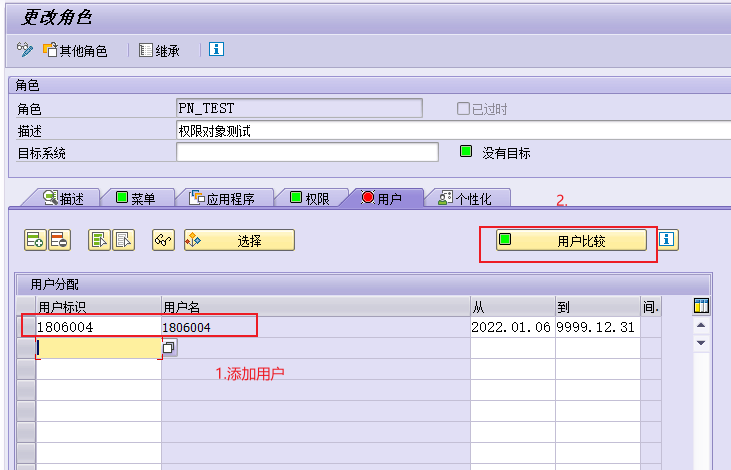 更改角色
其他角色 继承
角色
角色 PN_TEST 已过时
描述 权限对象测试
目标系统 没有目标
描述 菜单 应用程序 权限 用户 个性化
2.
选择 用户比较
用户分配
用户标识 用户名 从 到 间.
1806004 1806004 2022.01.06 9999.12.31
1.添加用户